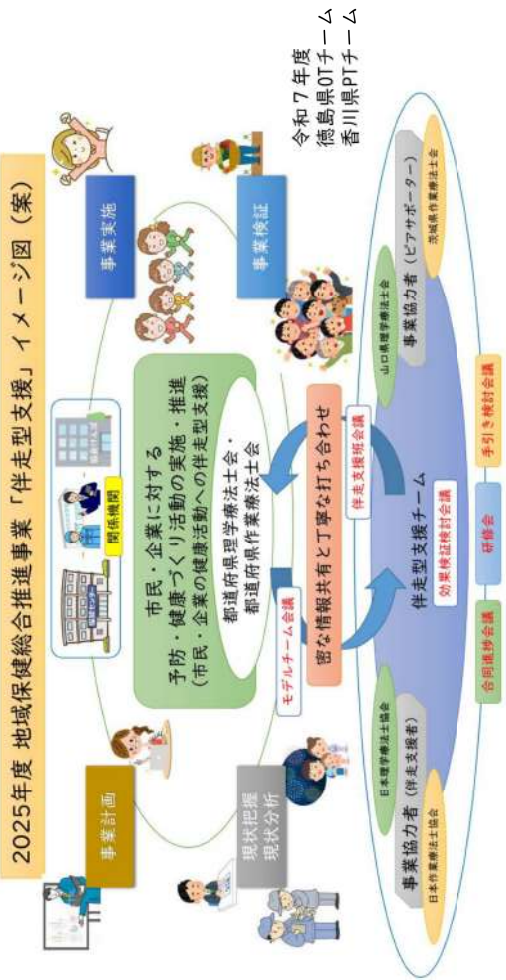 2025年度 地域保健総合推進事業「伴走型支援」イメージ図（案）
事業計画
関係機関
事業実施
市民・企業に対する
予防・健康づくり活動の実施・推進
（市民・企業の健康活動への伴走型支援）
都道府県理学療法士会・
都道府県作業療法士会
現状把握
現状分析
事業検証
モデルチーム会議
密な情報共有と丁寧な打ち合わせ
伴走支援班会議
令和７年度
徳島県OTチーム
香川県PTチーム
日本理学療法士協会
事業協力者（伴走支援者）
日本作業療法士協会
伴走型支援チーム
効果検証検討会議
山口県理学療法士会
事業協力者（ピアサポーター）
茨城県作業療法士会
合同進捗会議
研修会
手引き検討会議